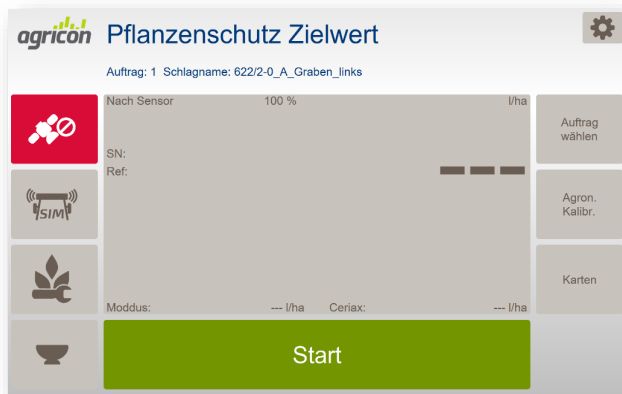 agricon
Pflanzenschutz Zielwert
Auftrag: 1 Schlagname: 622/2-0_A_Graben_links
Nach Sensor 100 % l/ha
SN:
Ref:
--- 
Moddus: --- l/ha Ceriax: --- l/ha
Start
SIM
Auftrag
wählen
Agron.
Kalibr.
Karten